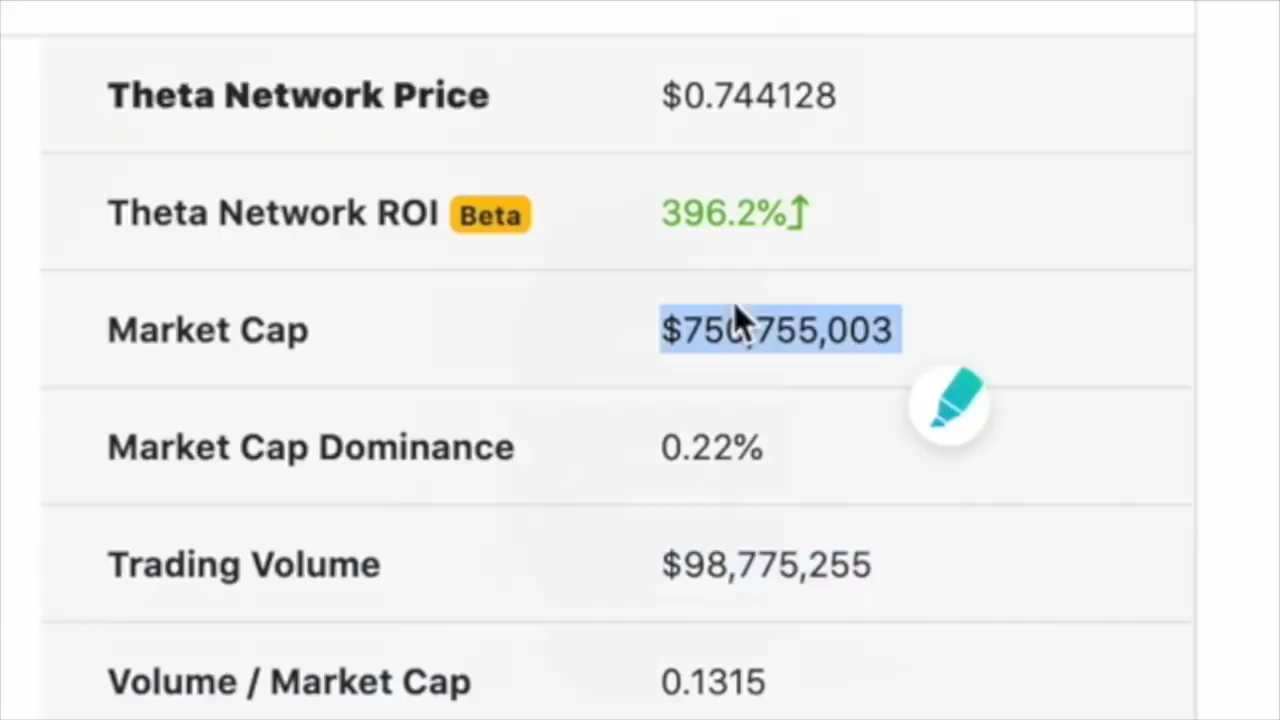 Theta Network Price $0.744128
Theta Network ROI Beta 396.2%
Market Cap $750,755,003
Market Cap Dominance 0.22%
Trading Volume $98,775,255
Volume / Market Cap 0.1315